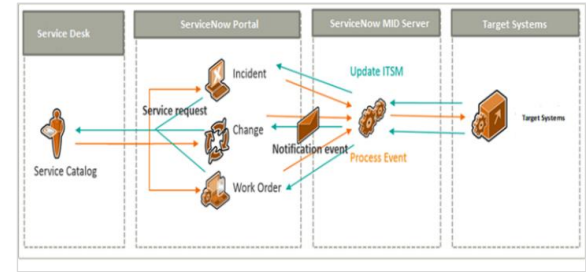 Service Desk
ServiceNow Portal
ServiceNow MID Server
Target Systems
Incident
Update ITSM
Service request
Change
Target Systems
Notification event
Process Event
Service Catalog
Work Order